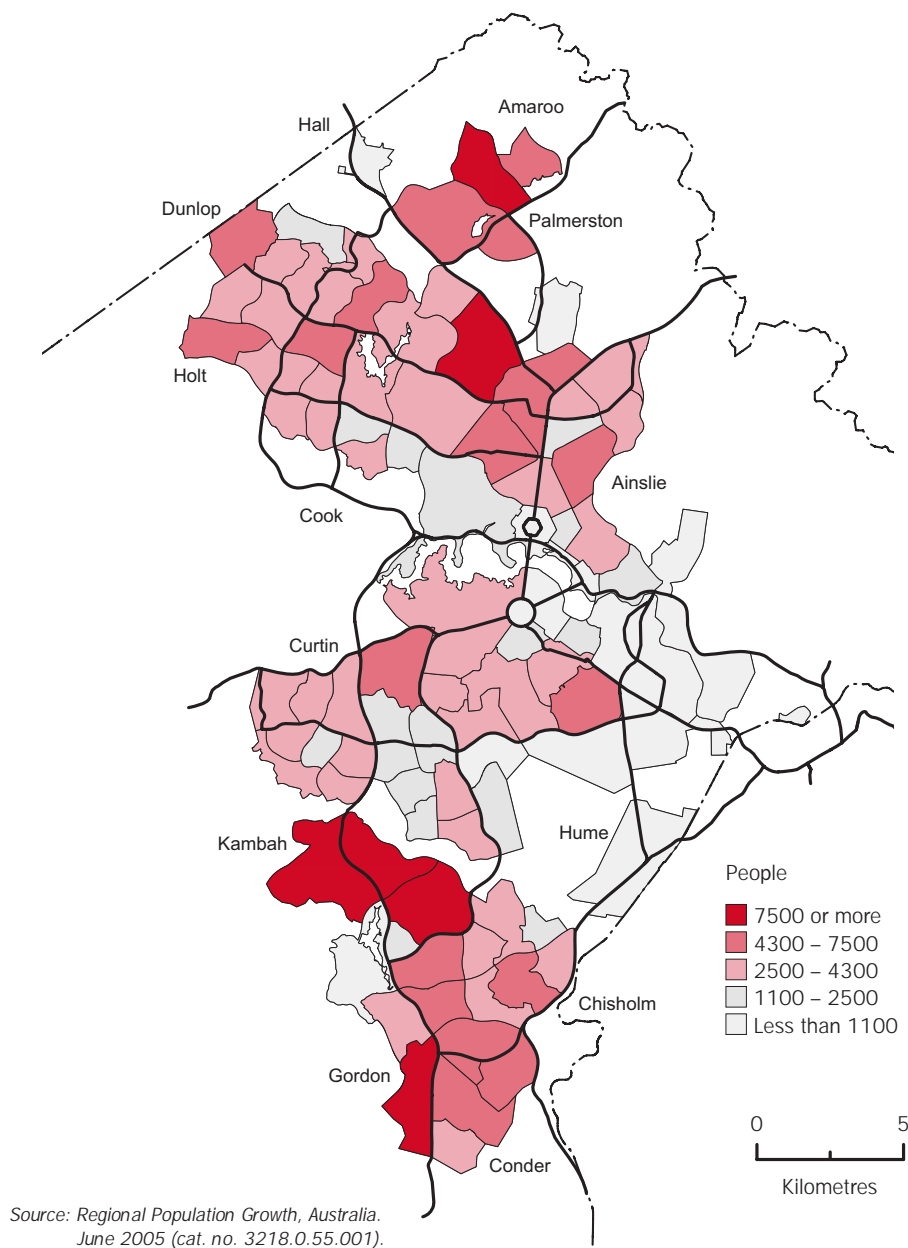 Amaroo
Hall
Dunlop
Palmerston
Holt
Ainslie
Cook
Curtin
Kambah
Hume
People
7500 or more
4300 – 7500
2500 – 4300
1100 – 2500
Less than 1100
Chisholm
Gordon
0 5
Conder
Kilometres
Source: Regional Population Growth, Australia.
June 2005 (cat. no. 3218.0.55.001).